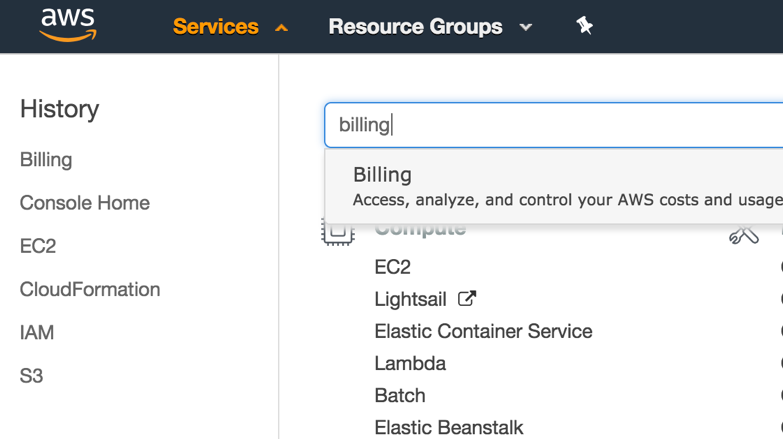 aws
Services
Resource Groups
History
Billing
Console Home
EC2
CloudFormation
IAM
S3
billing
Billing
Access, analyze, and control your AWS costs and usage
Compute
EC2
Lightsail
Elastic Container Service
Lambda
Batch
Elastic Beanstalk